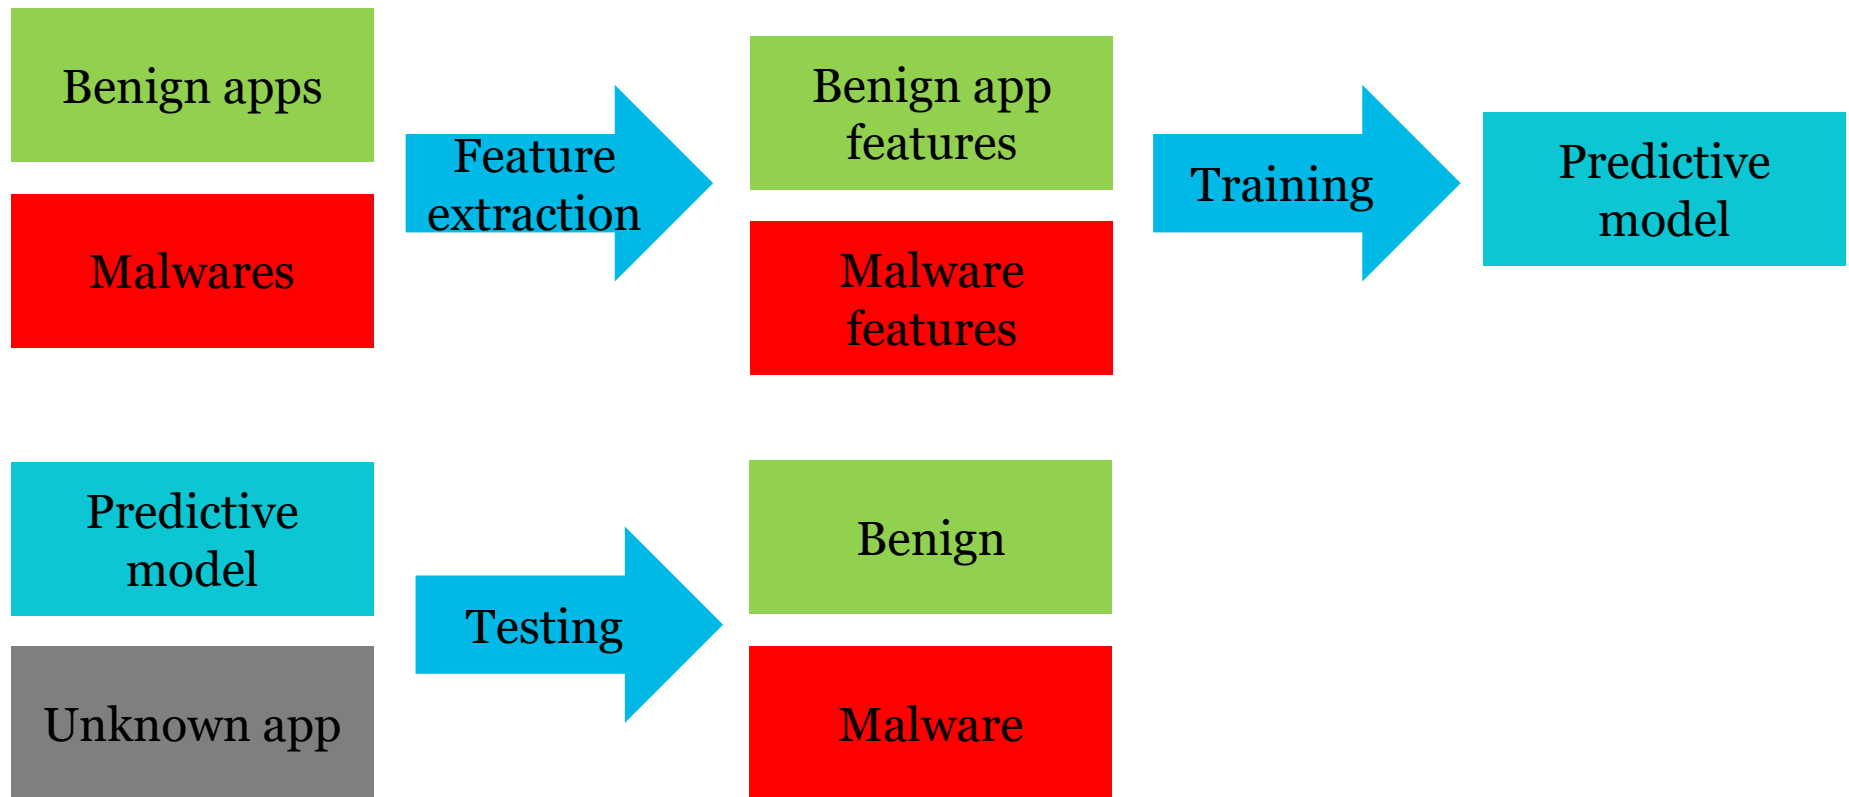 Benign apps
Malwares
Feature
extraction
Benign app
features
Malware
features
Training
Predictive
model
Predictive
model
Unknown app
Testing
Benign
Malware